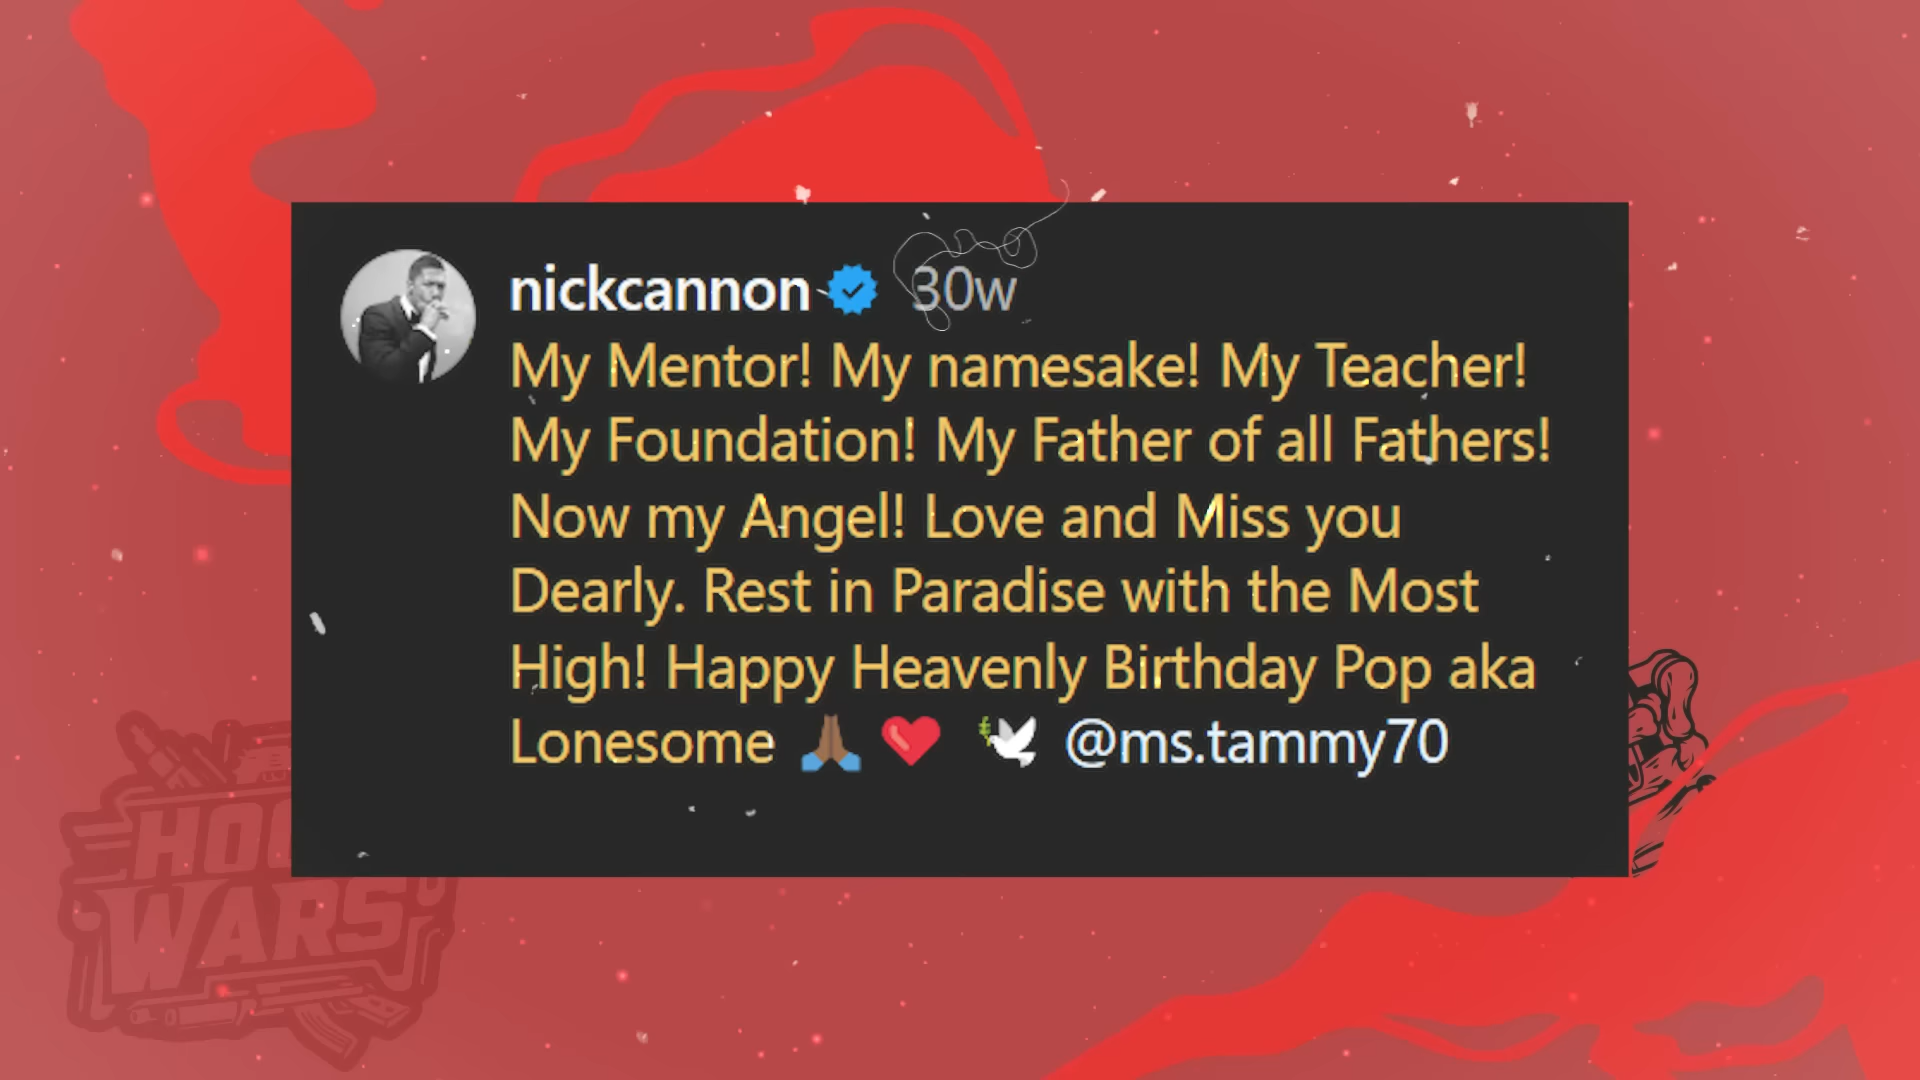 nickcannon 30w
My Mentor! My namesake! My Teacher!
My Foundation! My Father of all Fathers!
Now my Angel! Love and Miss you
Dearly. Rest in Paradise with the Most
High! Happy Heavenly Birthday Pop aka
Lonesome 🙏🏾 ❤️ 🕊️ @ms.tammy70
WARS